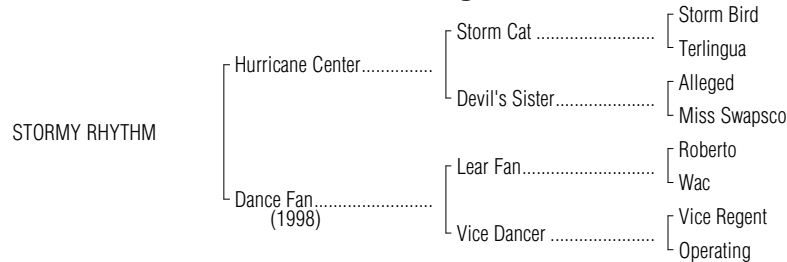 Storm Bird
Storm Cat ........................
Terlingua
Hurricane Center...............
Alleged
Devil's Sister....................
Miss Swapsco
STORMY RHYTHM
Roberto
Lear Fan...........................
Wac
Dance Fan........................
(1998)
Vice Regent
Vice Dancer .....................
Operating